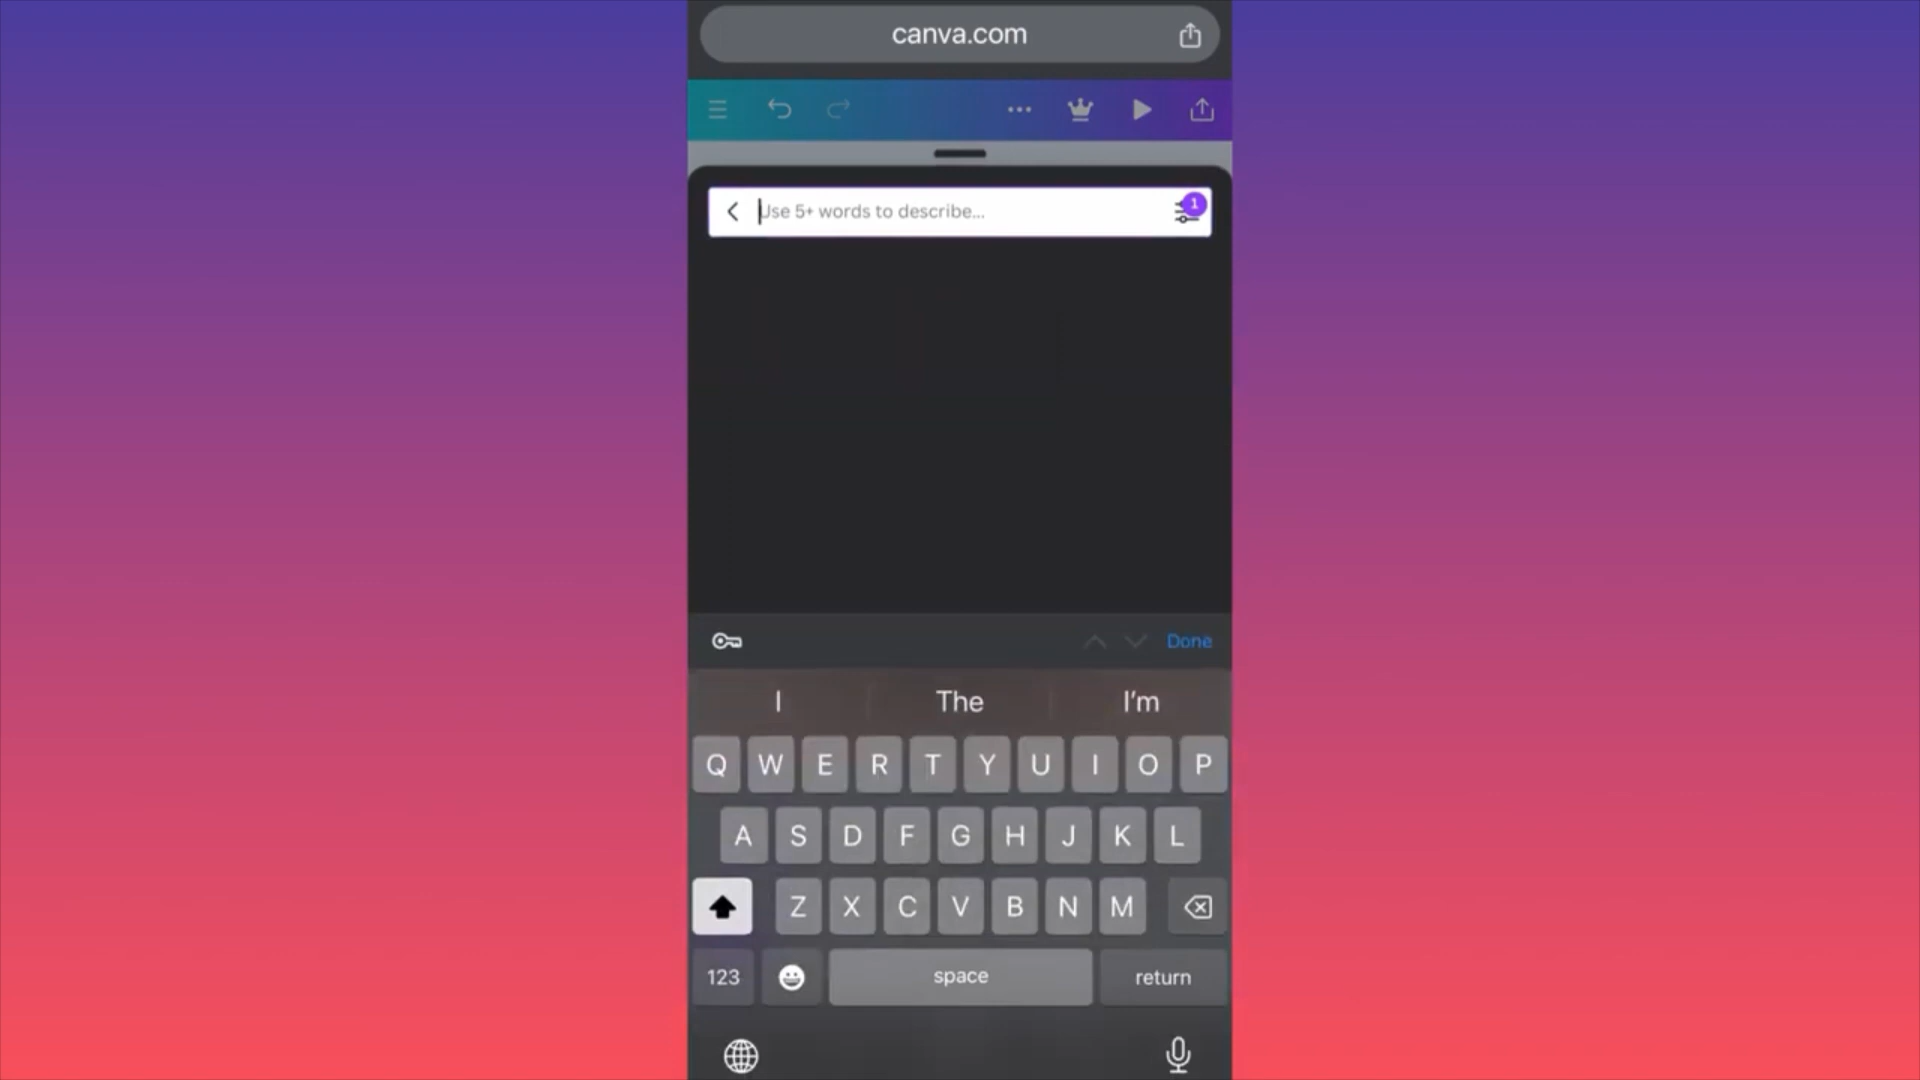 canva.com
Use 5+ words to describe...
1
Done
I
The
I'm
Q W E R T Y U I O P
A S D F G H J K L
Z X C V B N M
123
space
return